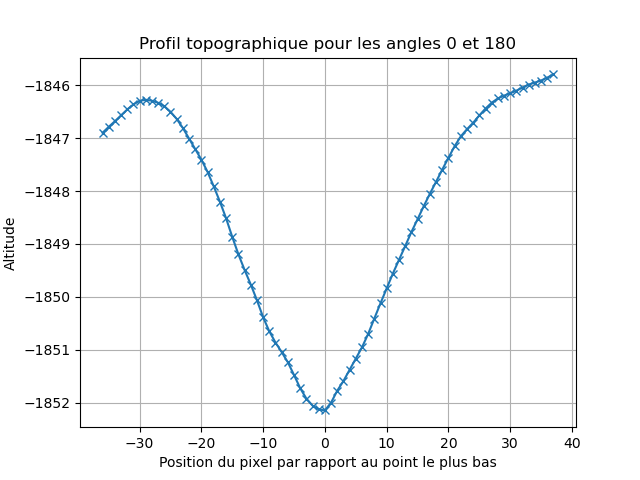 Profil topographique pour les angles 0 et 180
Altitude
−1846
−1847
−1848
−1849
−1850
−1851
−1852
−30 −20 −10 0 10 20 30 40
Position du pixel par rapport au point le plus bas